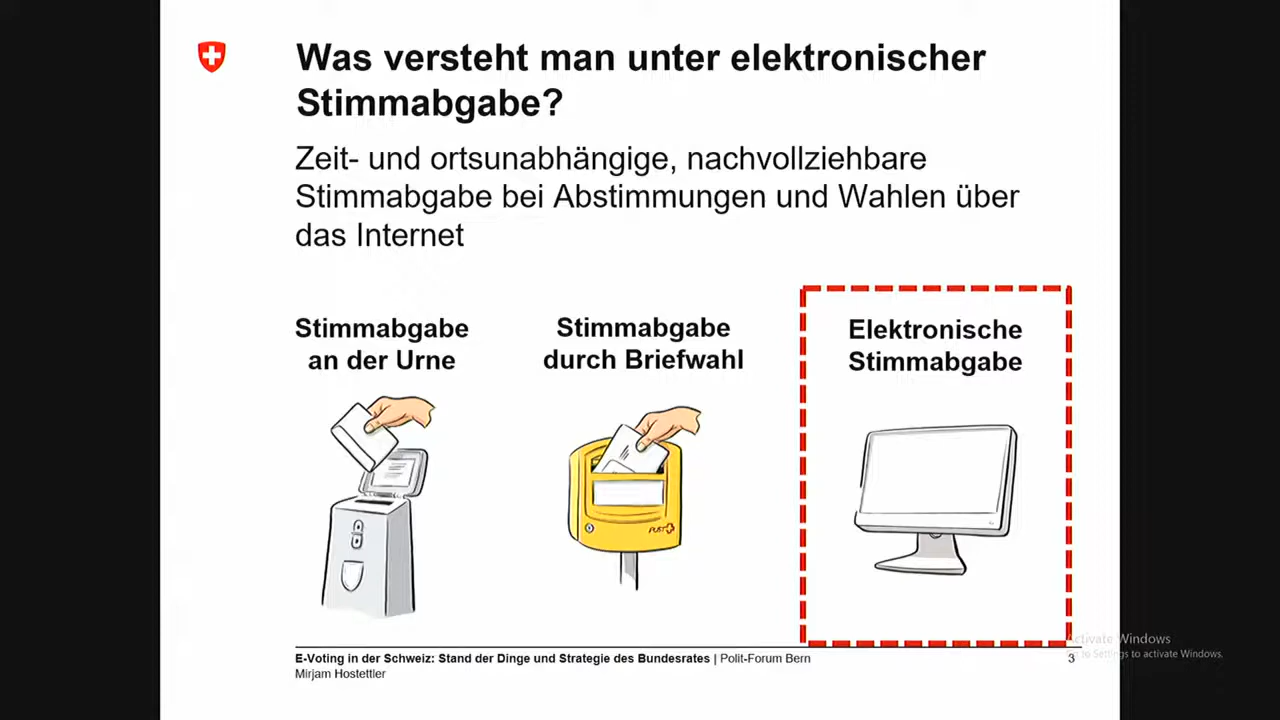 Was versteht man unter elektronischer
Stimmabgabe?
Zeit- und ortsunabhängige, nachvollziehbare
Stimmabgabe bei Abstimmungen und Wahlen über
das Internet
Stimmabgabe
an der Urne
Stimmabgabe
durch Briefwahl
Elektronische
Stimmabgabe
POST
E-Voting in der Schweiz: Stand der Dinge und Strategie des Bundesrates | Polit-Forum Bern
Mirjam Hostettler
3
Activate Windows
Go to Settings to activate Windows.